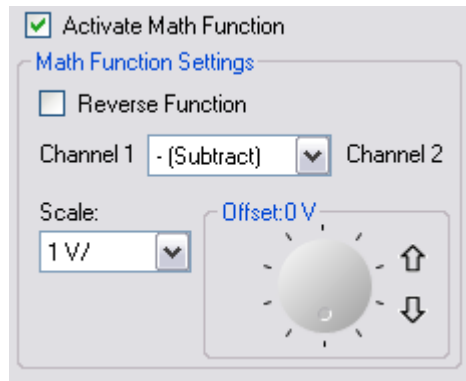 Activate Math Function
Math Function Settings
Reverse Function
Channel 1 - (Subtract) Channel 2
Scale:
1 V/
Offset:0 V